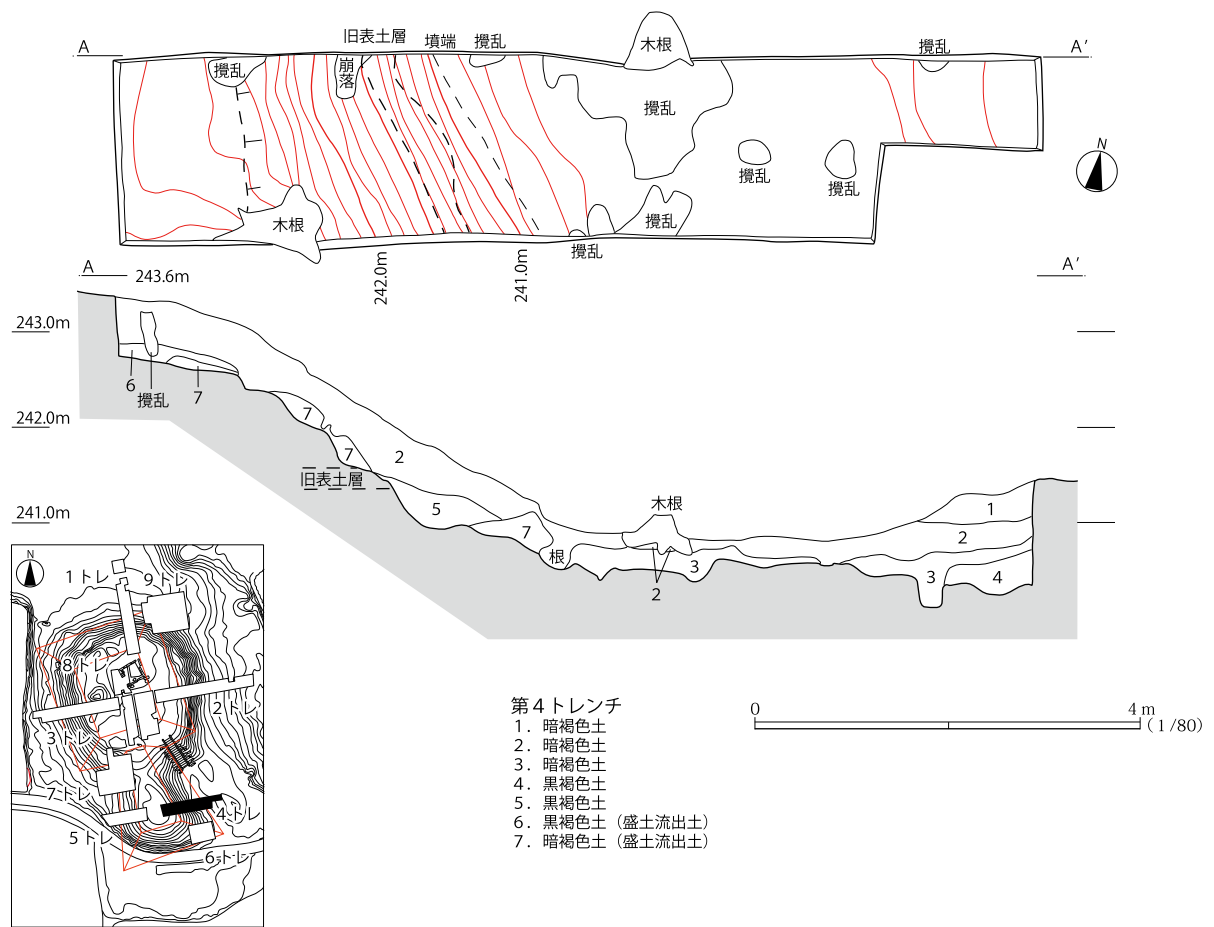 A
旧表土層
墳端
攪乱
木根
攪乱
A'
攪乱
崩落
攪乱
攪乱
攪乱
N
木根
攪乱
攪乱
242.0m
241.0m
A
243.6m
A'
243.0m
6
攪乱
7
242.0m
7
7
2
旧表土層
241.0m
5
7
根
木根
2
3
1
2
3
4
N
1トレ
9トレ
8トレ
2トレ
3トレ
7トレ
4トレ
5トレ
6トレ
第4トレンチ
1．暗褐色土
2．暗褐色土
3．暗褐色土
4．黒褐色土
5．黒褐色土
6．黒褐色土（盛土流出土）
7．暗褐色土（盛土流出土）
0
4 m
(1/80)